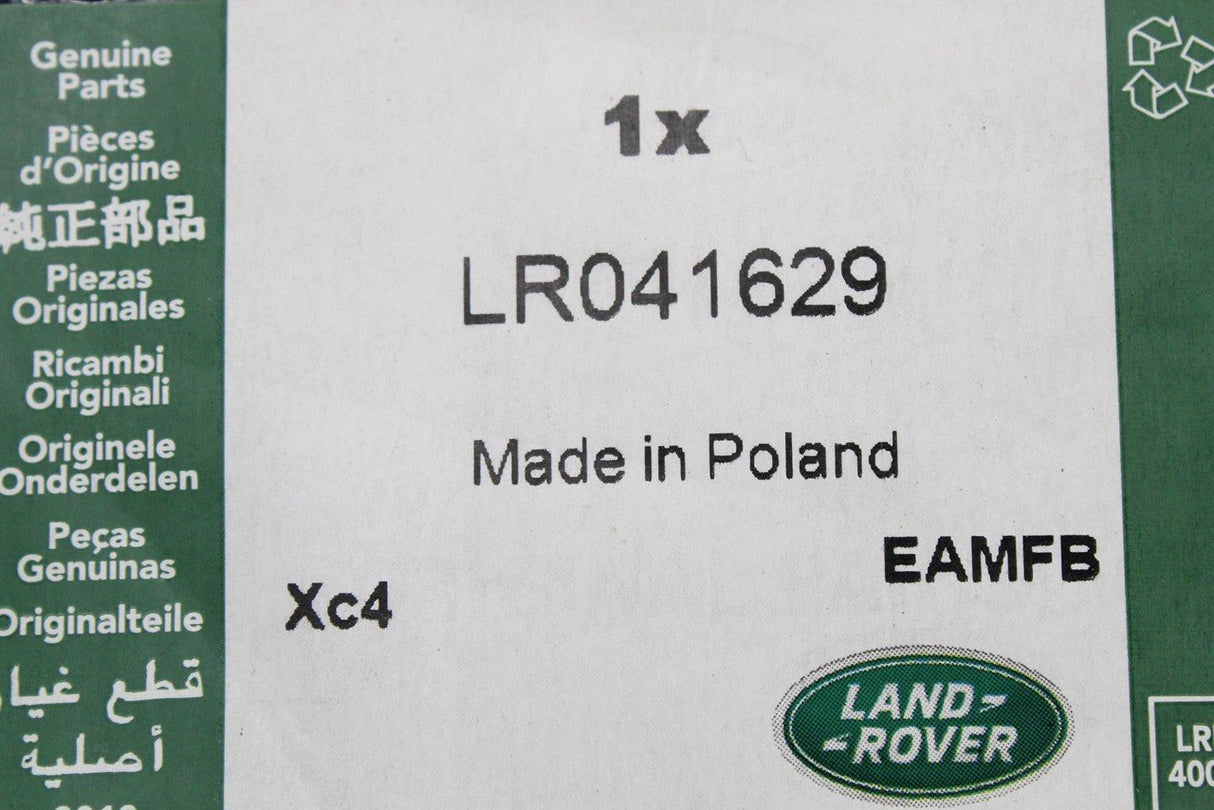 Genuine
Parts
Pièces
d'Origine
純正部品
Piezas
Originales
Ricambi
Originali
Originele
Onderdelen
Peças
Genuinas
Originalteile
قطع غيار
أصلية
1x
LR041629
Made in Poland
EAMFB
Xc4
LAND-
-ROVER